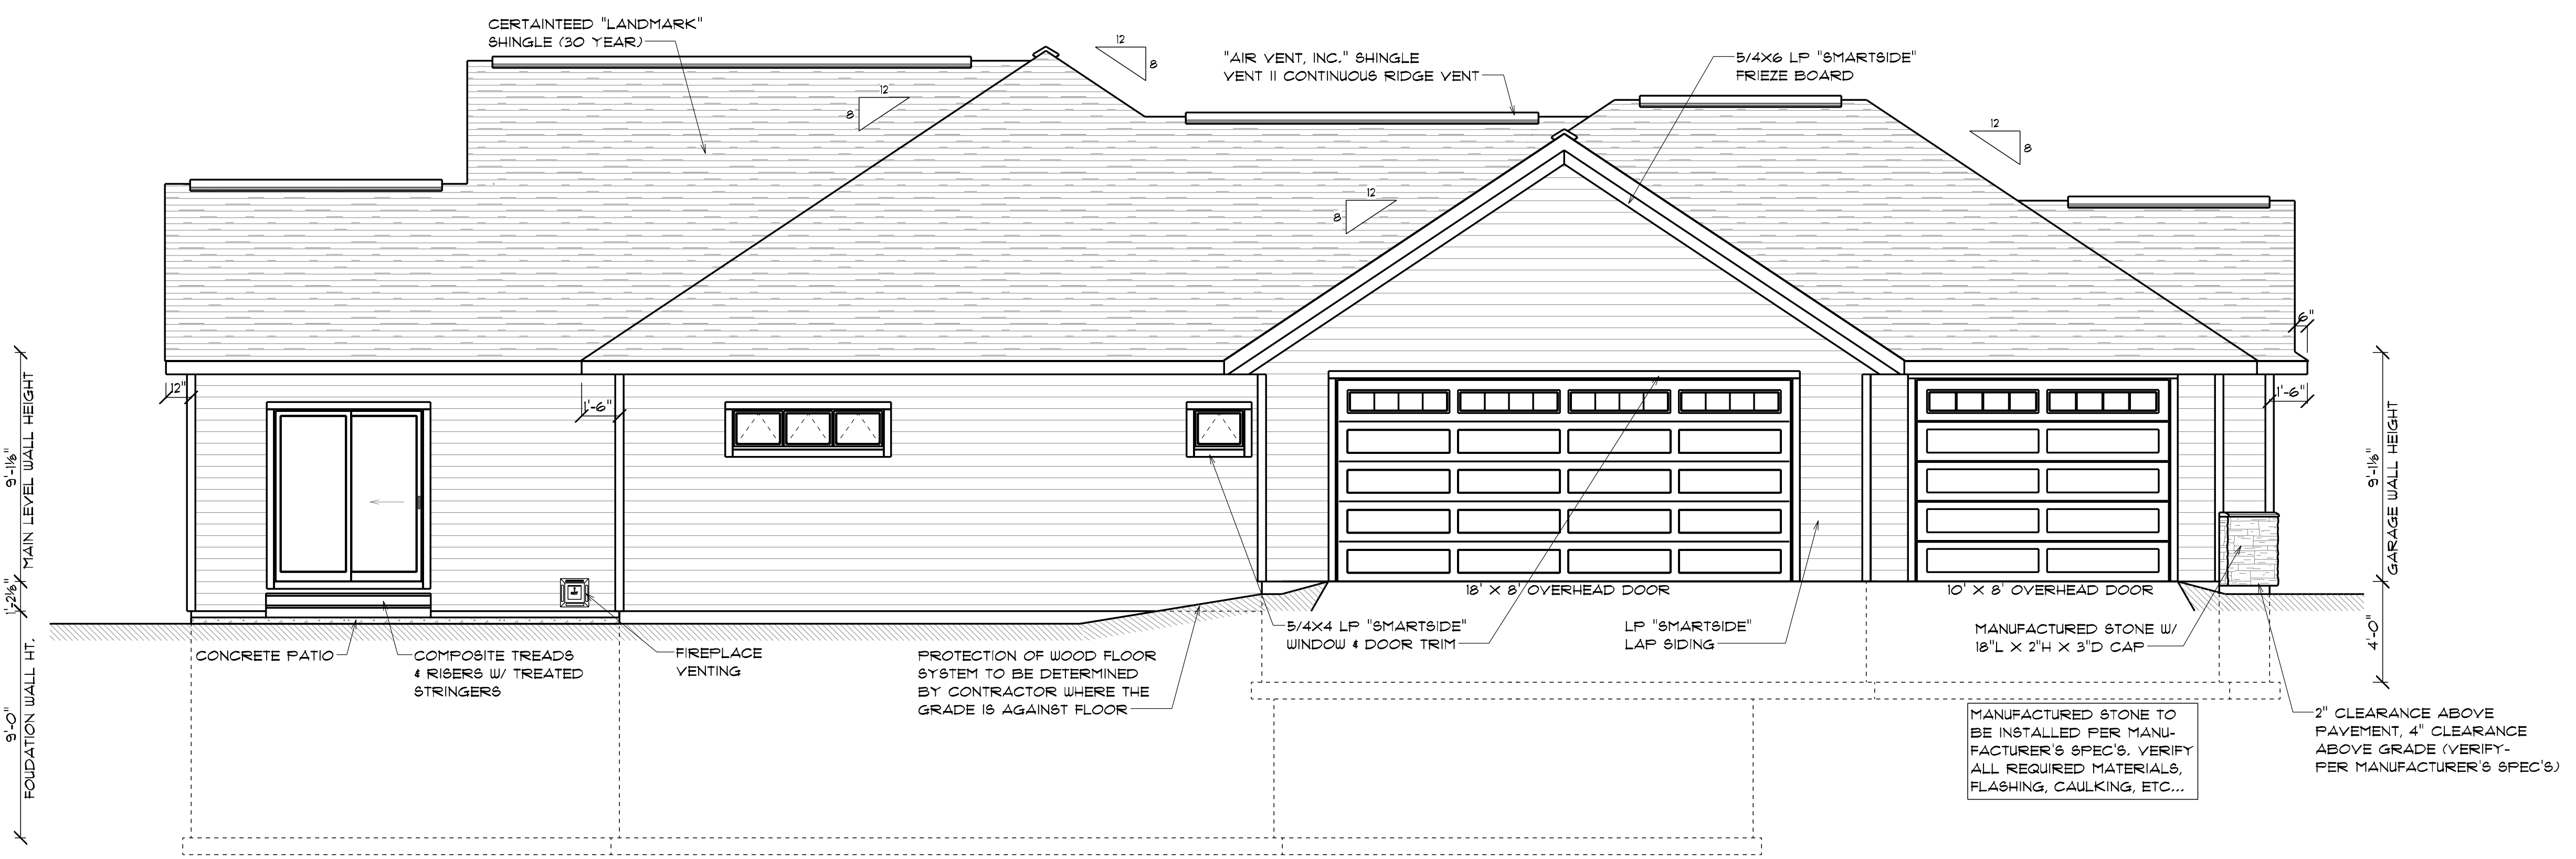 CERTAINTEED "LANDMARK"
SHINGLE (30 YEAR)
12
8
12
8
"AIR VENT, INC." SHINGLE
VENT II CONTINUOUS RIDGE VENT
5/4X6 LP "SMARTSIDE"
FRIEZE BOARD
12
8
12
8
6"
12"
1'-6"
1'-6"
9'-1⅛"
MAIN LEVEL WALL HEIGHT
1'-2⅛"
9'-0"
FOUDATION WALL HT.
9'-1⅛"
GARAGE WALL HEIGHT
4'-0"
18' X 8' OVERHEAD DOOR
10' X 8' OVERHEAD DOOR
CONCRETE PATIO
COMPOSITE TREADS
& RISERS W/ TREATED
STRINGERS
FIREPLACE
VENTING
PROTECTION OF WOOD FLOOR
SYSTEM TO BE DETERMINED
BY CONTRACTOR WHERE THE
GRADE IS AGAINST FLOOR
5/4X4 LP "SMARTSIDE"
WINDOW & DOOR TRIM
LP "SMARTSIDE"
LAP SIDING
MANUFACTURED STONE W/
18"L X 2"H X 3"D CAP
MANUFACTURED STONE TO
BE INSTALLED PER MANU-
FACTURER'S SPEC'S. VERIFY
ALL REQUIRED MATERIALS,
FLASHING, CAULKING, ETC...
2" CLEARANCE ABOVE
PAVEMENT, 4" CLEARANCE
ABOVE GRADE (VERIFY-
PER MANUFACTURER'S SPEC'S)